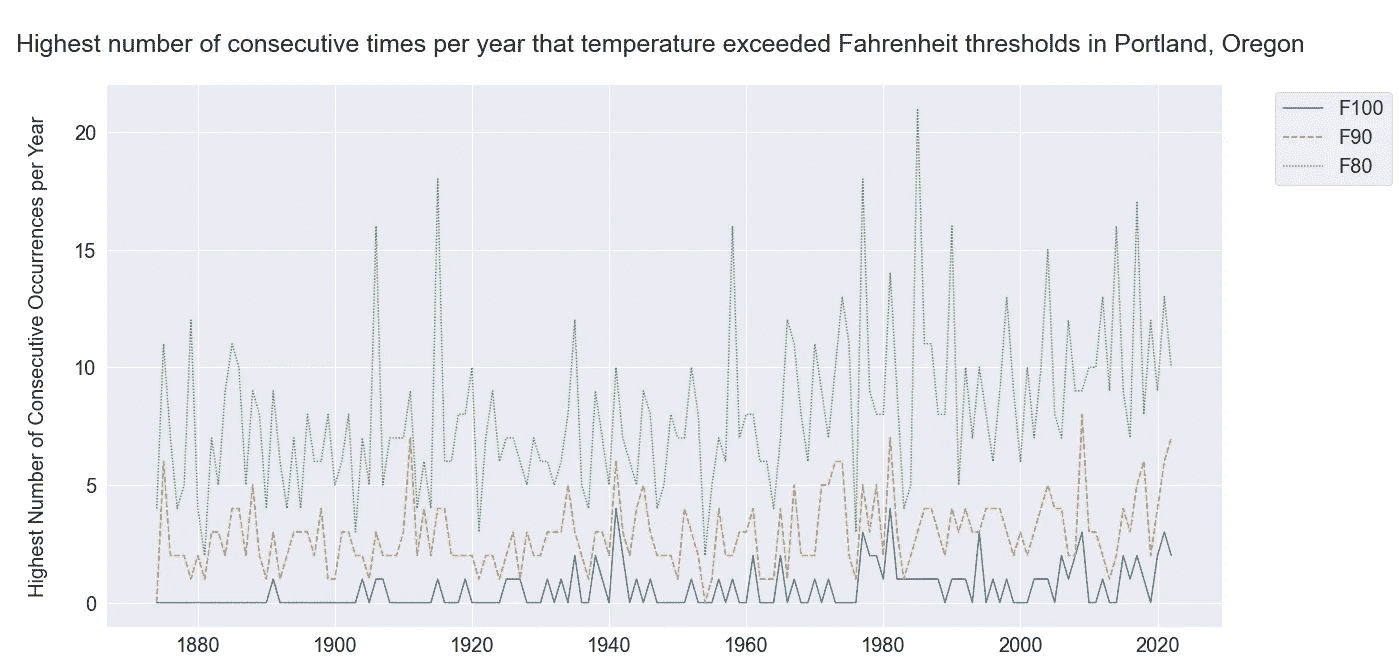 Highest number of consecutive times per year that temperature exceeded Fahrenheit thresholds in Portland, Oregon
Highest Number of Consecutive Occurrences per Year
20
15
10
5
0
1880 1900 1920 1940 1960 1980 2000 2020
F100
F90
F80